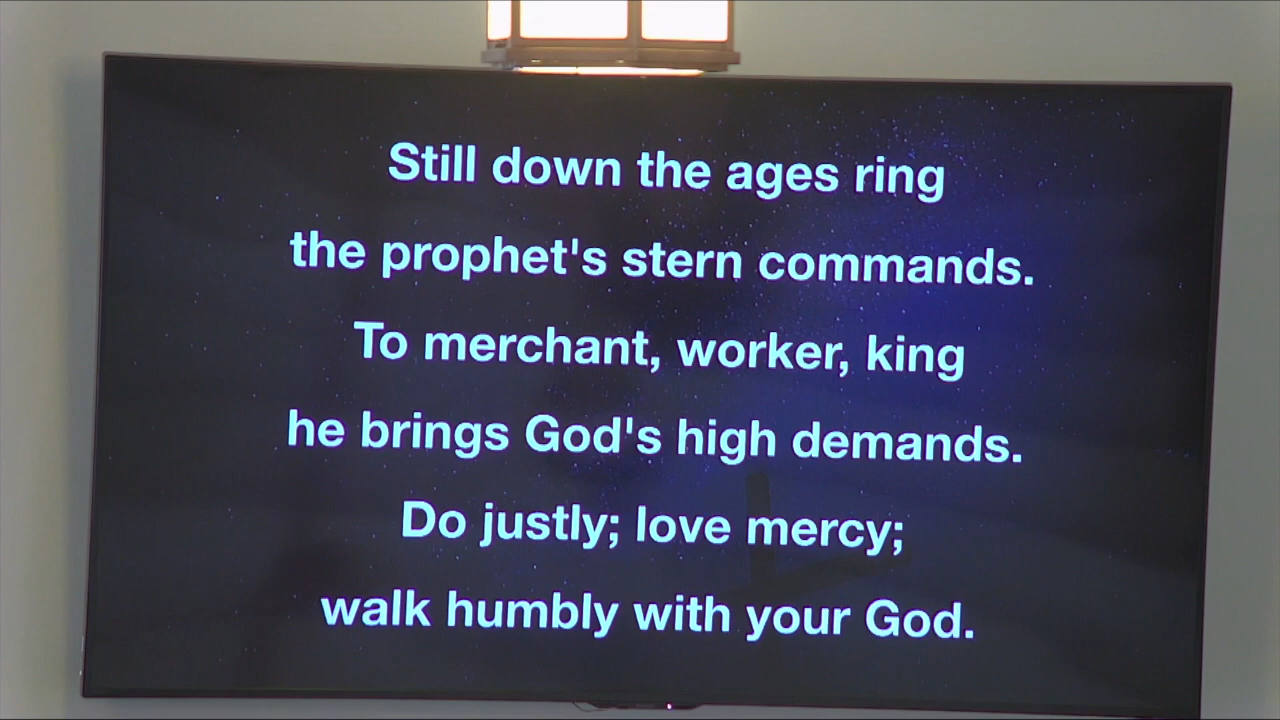 Still down the ages ring
the prophet's stern commands.
To merchant, worker, king
he brings God's high demands.
Do justly; love mercy;
walk humbly with your God.